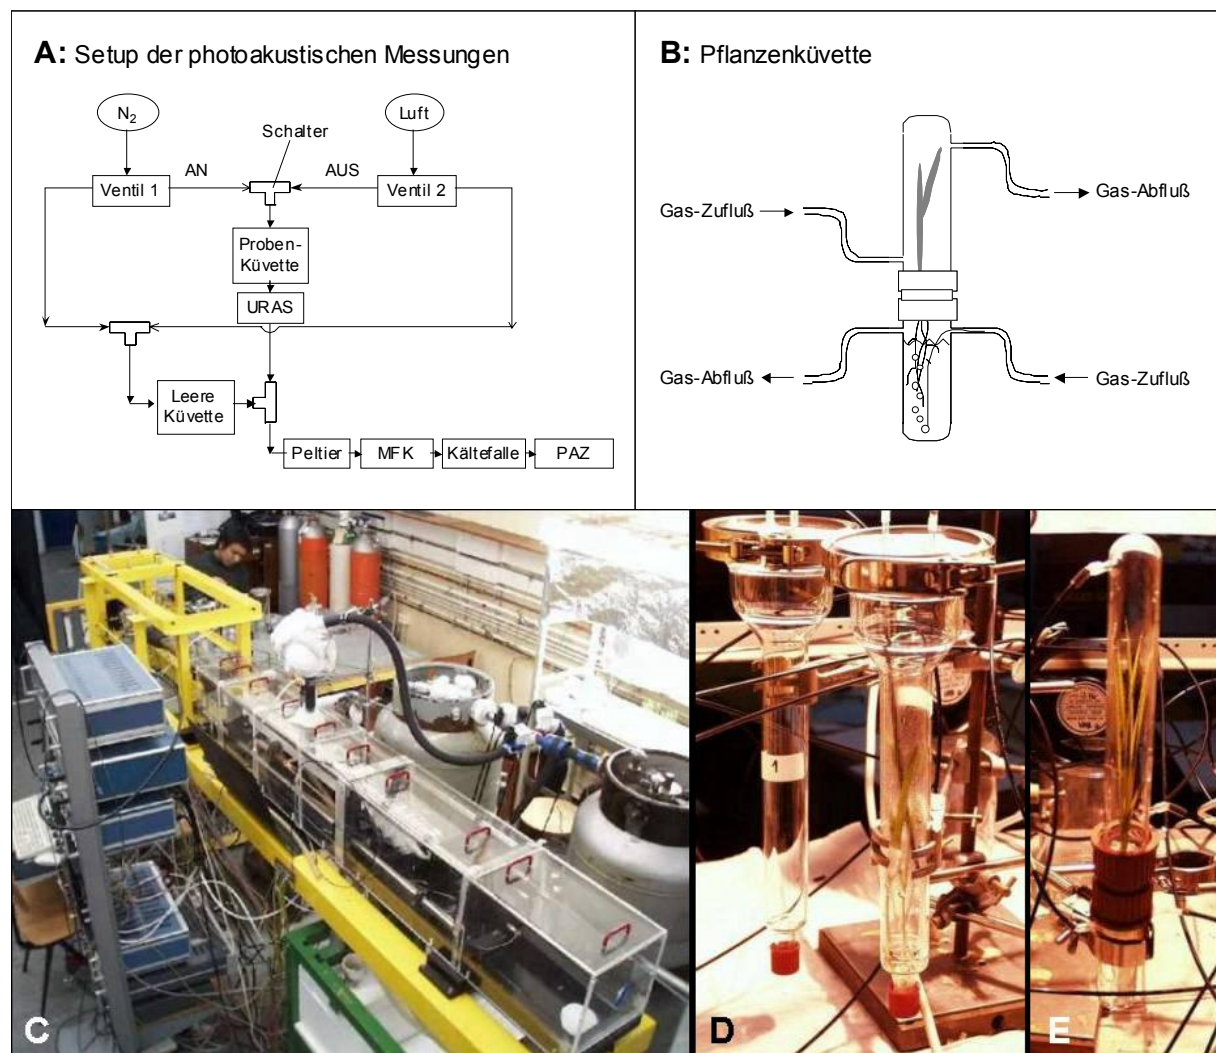 A: Setup der photoakustischen Messungen
N2
Luft
Schalter
AN
AUS
Ventil 1
Ventil 2
Proben-
Küvette
URAS
Leere
Küvette
Peltier
MFK
Kältefalle
PAZ
B: Pflanzenküvette
Gas-Abfluß
Gas-Zufluß
Gas-Abfluß
Gas-Zufluß
C
1
D
E